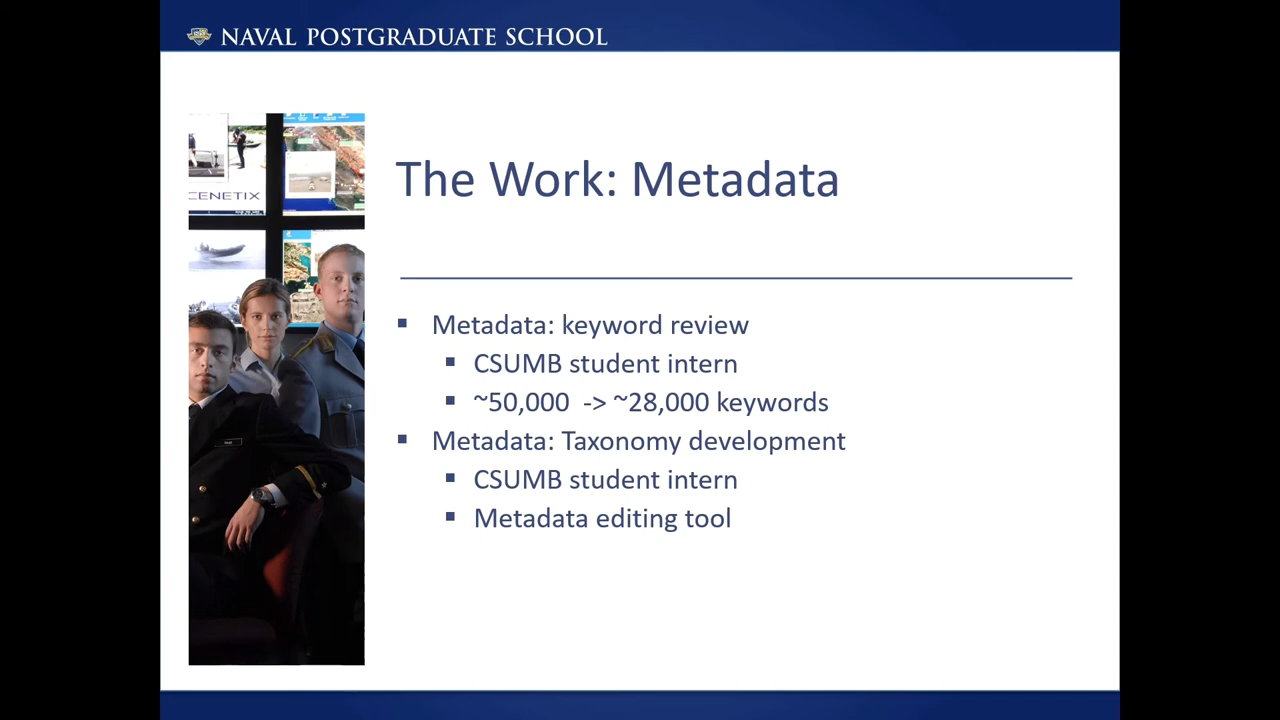 NAVAL POSTGRADUATE SCHOOL
CENETIX
The Work: Metadata
▪ Metadata: keyword review
▪ CSUMB student intern
▪ ~50,000 -> ~28,000 keywords
▪ Metadata: Taxonomy development
▪ CSUMB student intern
▪ Metadata editing tool